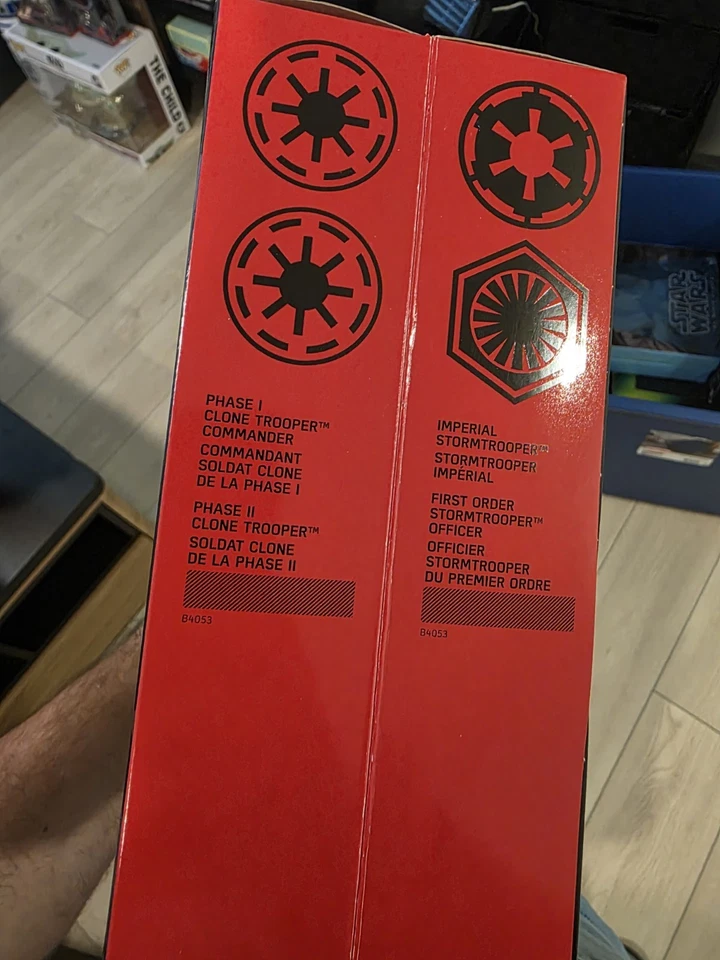 THE CHILD
PHASE I
CLONE TROOPER™
COMMANDER
COMMANDANT
SOLDAT CLONE
DE LA PHASE I
PHASE II
CLONE TROOPER™
SOLDAT CLONE
DE LA PHASE II
B4053
IMPERIAL
STORMTROOPER™
STORMTROOPER
IMPÉRIAL
FIRST ORDER
STORMTROOPER™
OFFICER
OFFICIER
STORMTROOPER
DU PREMIER ORDRE
B4053
STAR
WARS